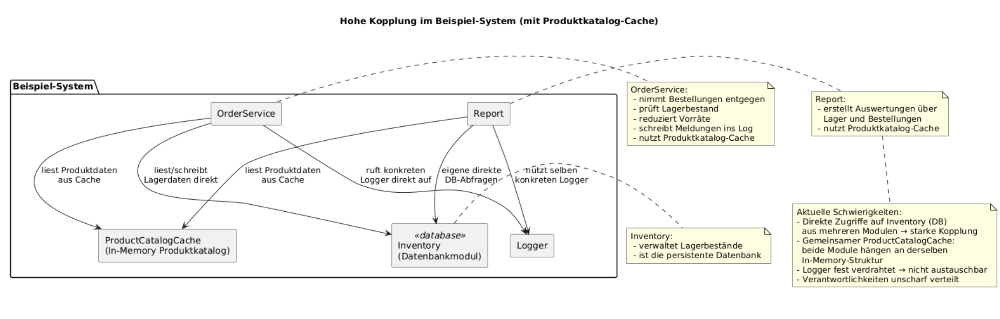 Hohe Kopplung im Beispiel-System (mit Produktkatalog-Cache)
Beispiel-System
OrderService
Report
OrderService:
- nimmt Bestellungen entgegen
- prüft Lagerbestand
- reduziert Vorräte
- schreibt Meldungen ins Log
- nutzt Produktkatalog-Cache
Report:
- erstellt Auswertungen über
Lager und Bestellungen
- nutzt Produktkatalog-Cache
liest Produktdaten
aus Cache
liest/schreibt
Lagerdaten direkt
liest Produktdaten
aus Cache
ruft konkreten
Logger direkt auf
eigene direkte
DB-Abfragen
nutzt selben
konkreten Logger
ProductCatalogCache
(In-Memory Produktkatalog)
«database»
Inventory
(Datenbankmodul)
Logger
Inventory:
- verwaltet Lagerbestände
- ist die persistente Datenbank
Aktuelle Schwierigkeiten:
- Direkte Zugriffe auf Inventory (DB)
aus mehreren Modulen → starke Kopplung
- Gemeinsamer ProductCatalogCache:
beide Module hängen an derselben
In-Memory-Struktur
- Logger fest verdrahtet → nicht austauschbar
- Verantwortlichkeiten unscharf verteilt